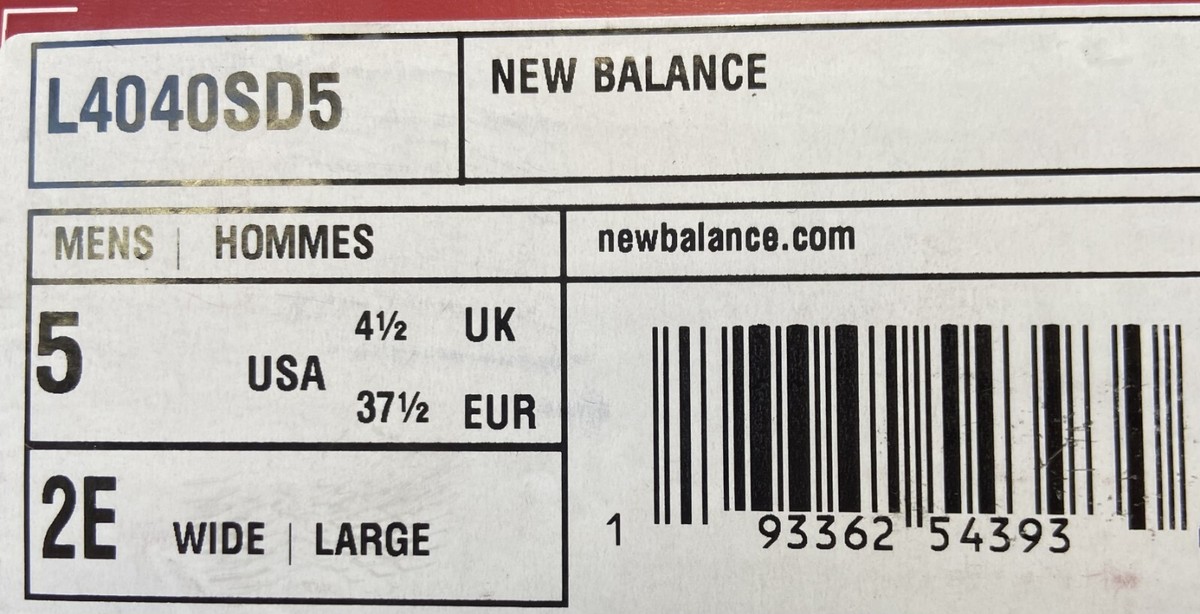 L4040SD5
NEW BALANCE
MENS | HOMMES
newbalance.com
5 USA 4½ UK
37½ EUR
2E WIDE | LARGE
1 93362 54393